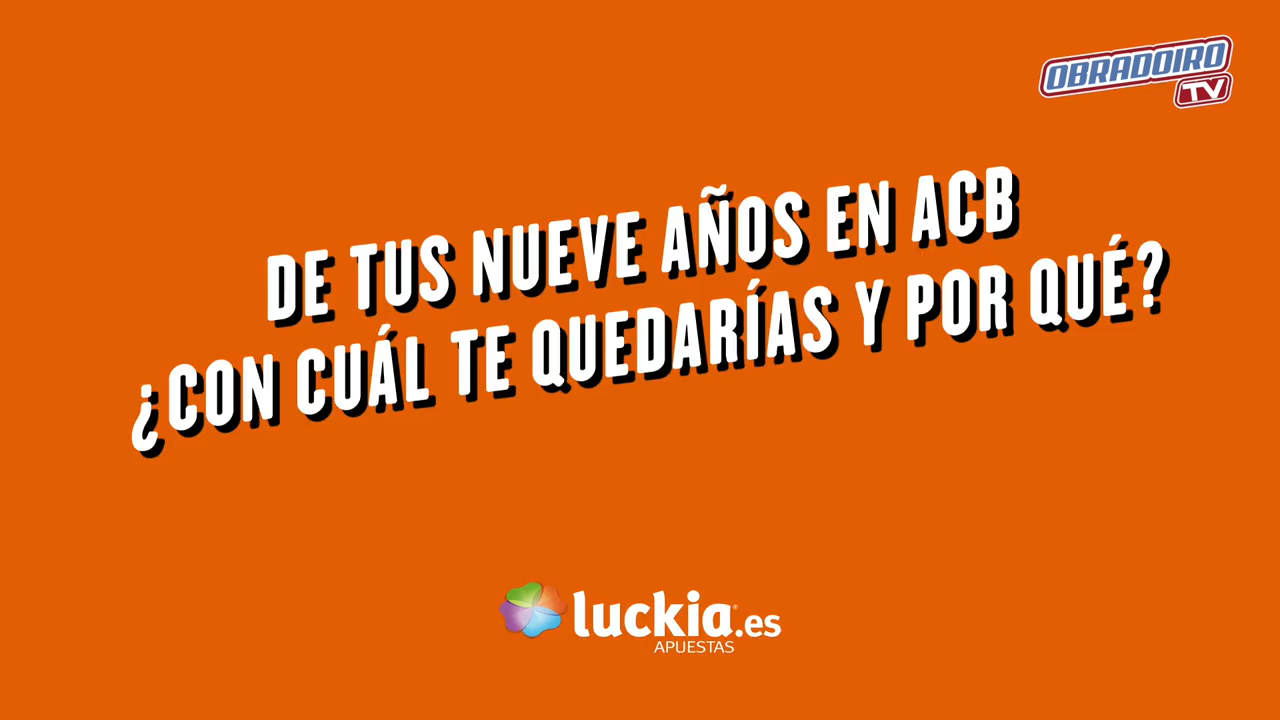 OBRADOIRO
TV
DE TUS NUEVE AÑOS EN ACB
¿CON CUÁL TE QUEDARÍAS Y POR QUÉ?
luckia®.es
APUESTAS